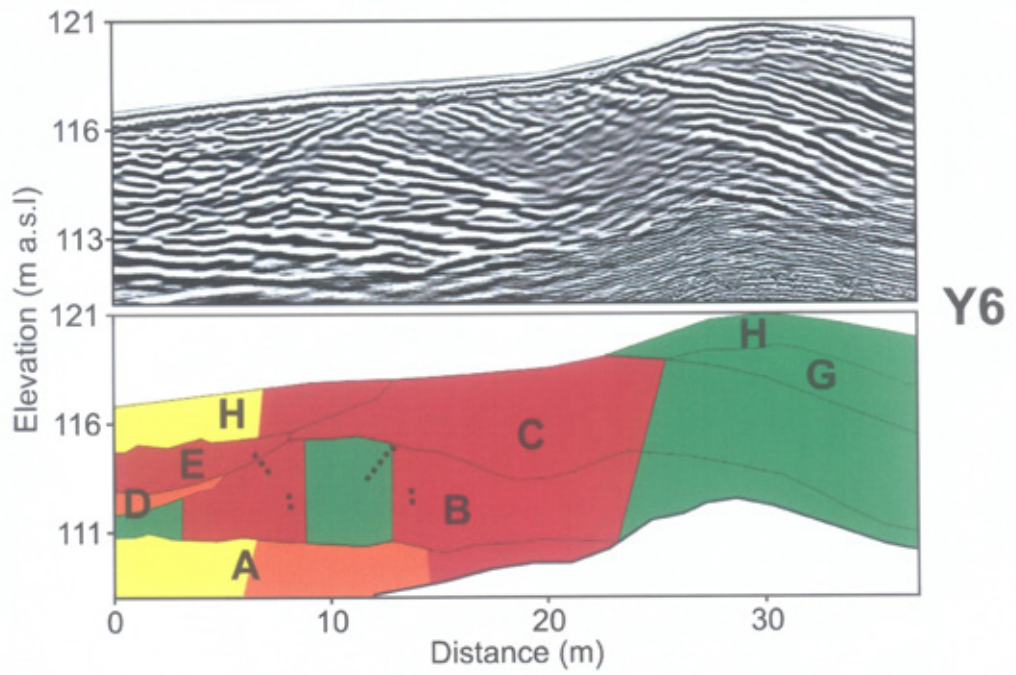 121
116
113
Elevation (m a.s.l)
Y6
121
116
111
H
G
H
C
E
D
B
A
0
10
20
30
Distance (m)